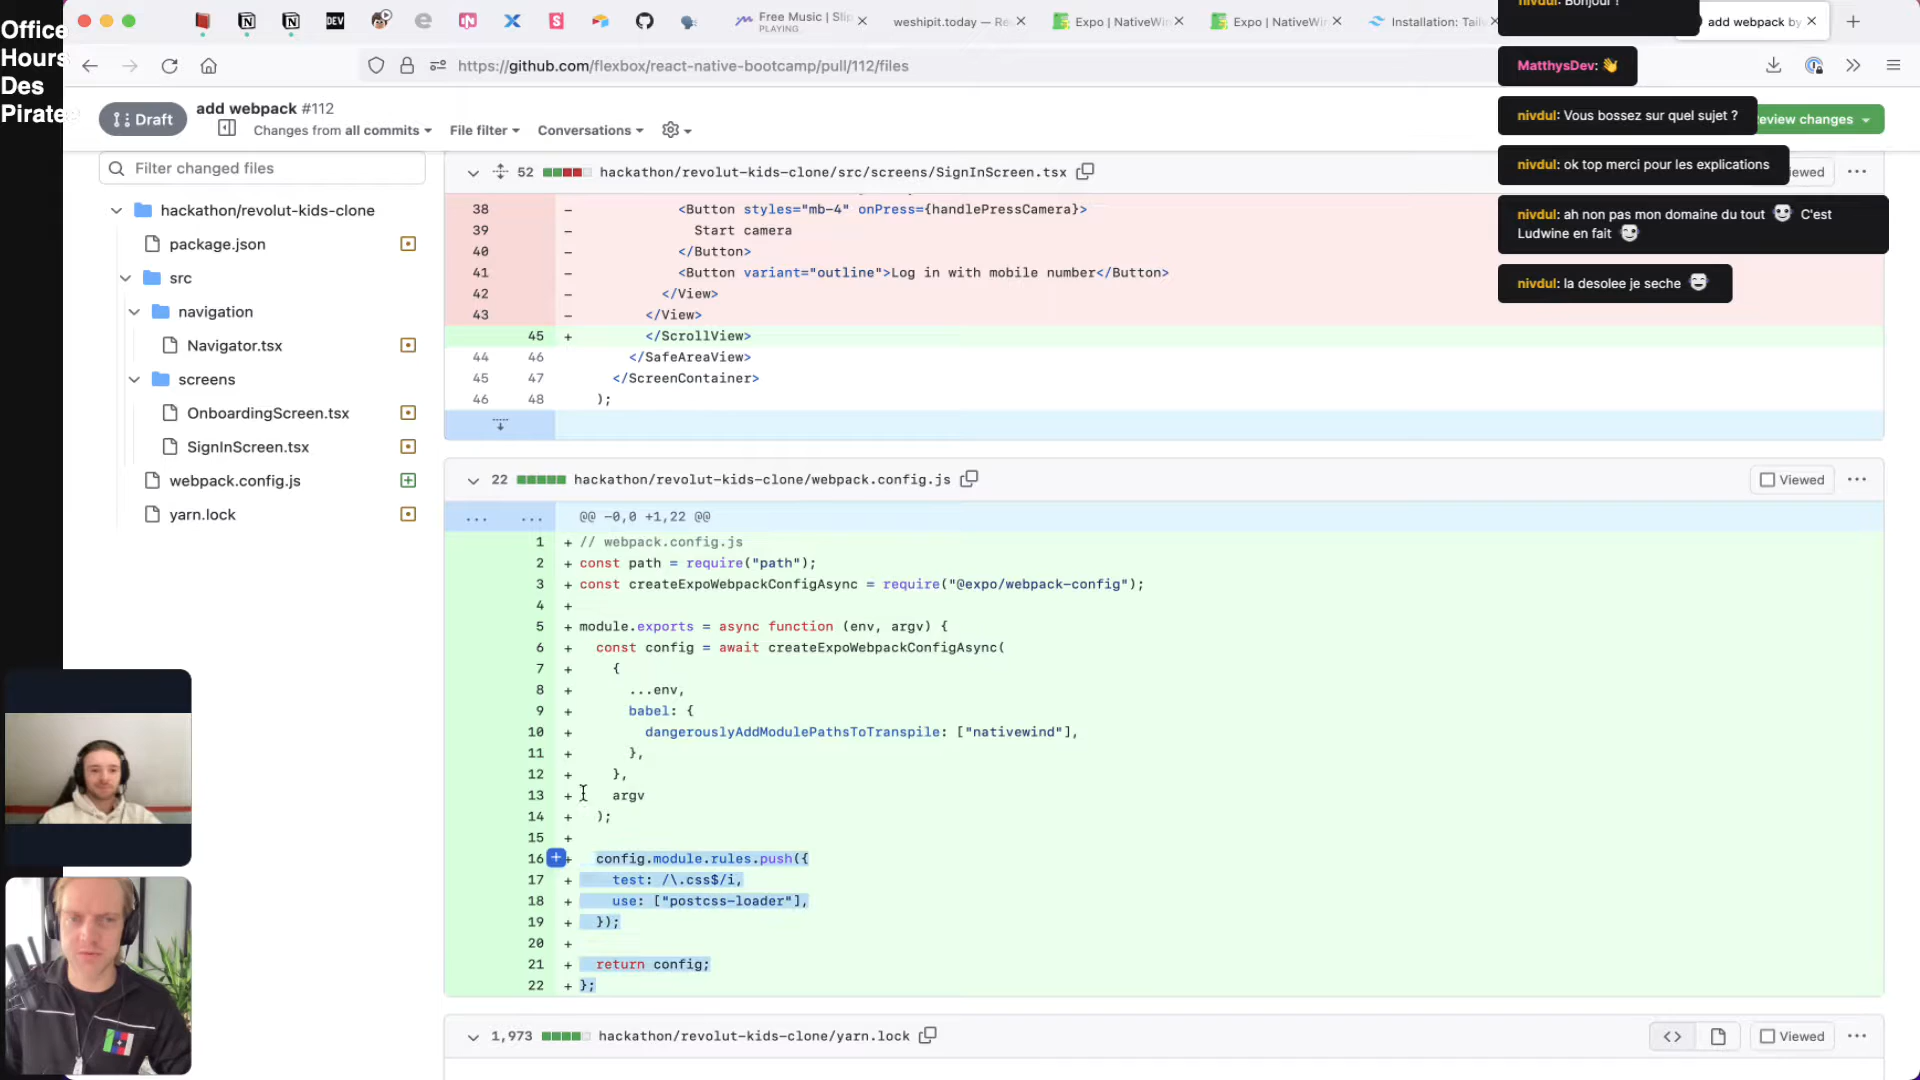 Office
Hours
Des
Pirate
DEV
Free Music | Slip
PLAYING
weshipit.today — Re
Expo | NativeWin
Expo | NativeWin
Installation: Tail
add webpack by
https://github.com/flexbox/react-native-bootcamp/pull/112/files
nivdul: Bonjour !
MatthysDev: 👋
nivdul: Vous bossez sur quel sujet ?
nivdul: ok top merci pour les explications
nivdul: ah non pas mon domaine du tout C'est
Ludwine en fait
nivdul: la desolee je seche
Draft
add webpack #112
Changes from all commits
File filter
Conversations
eview changes
Filter changed files
hackathon/revolut-kids-clone
package.json
src
navigation
Navigator.tsx
screens
OnboardingScreen.tsx
SignInScreen.tsx
webpack.config.js
yarn.lock
52 hackathon/revolut-kids-clone/src/screens/SignInScreen.tsx
ewed
38 − <Button styles="mb-4" onPress={handlePressCamera}>
39 − Start camera
40 − </Button>
41 − <Button variant="outline">Log in with mobile number</Button>
42 − </View>
43 − </View>
45 + </ScrollView>
44 46 </SafeAreaView>
45 47 </ScreenContainer>
46 48 );
22 hackathon/revolut-kids-clone/webpack.config.js
Viewed
... ... @@ -0,0 +1,22 @@
1 + // webpack.config.js
2 + const path = require("path");
3 + const createExpoWebpackConfigAsync = require("@expo/webpack-config");
4 +
5 + module.exports = async function (env, argv) {
6 + const config = await createExpoWebpackConfigAsync(
7 + {
8 + ...env,
9 + babel: {
10 + dangerouslyAddModulePathsToTranspile: ["nativewind"],
11 + },
12 + },
13 + argv
14 + );
15 +
16 + config.module.rules.push({
17 + test: /\.css$/i,
18 + use: ["postcss-loader"],
19 + });
20 +
21 + return config;
22 + };
1,973 hackathon/revolut-kids-clone/yarn.lock
Viewed